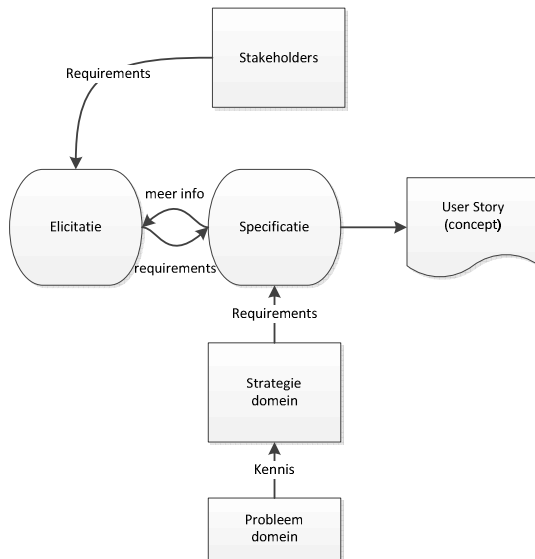 Stakeholders
Requirements
meer info
Elicitatie
Specificatie
User Story
(concept)
requirements
Requirements
Strategie
domein
Kennis
Probleem
domein